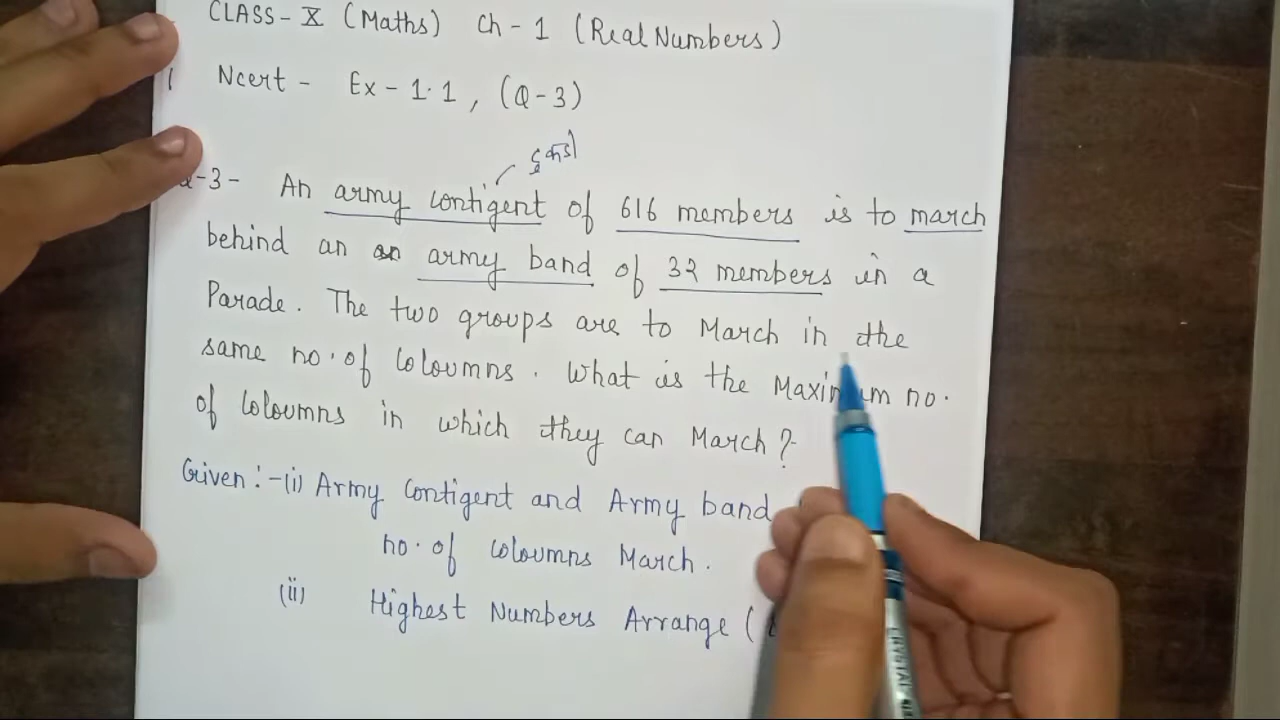 CLASS - X (Maths) Ch - 1 (Real Numbers)
Ncert - Ex - 1.1, (Q-3)
Q-3- An army contigent of 616 members is to march
behind an army band of 32 members in a
Parade. The two groups are to March in the
same no. of coloumns. What is the Maximum no.
of coloumns in which they can March?
Given:-(i) Army Contigent and Army band
no. of coloumns March.
(ii) Highest Numbers Arrange (